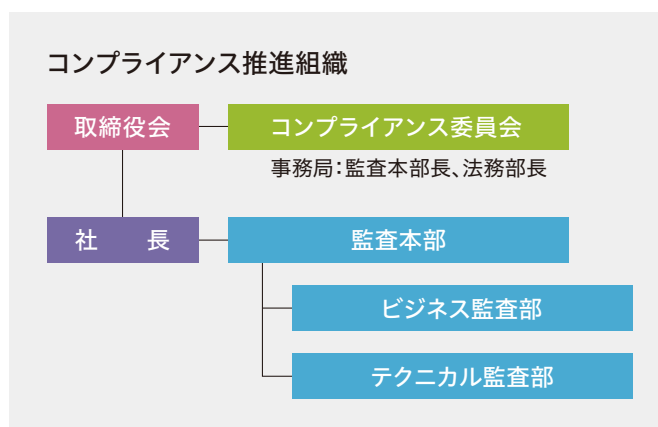 コンプライアンス推進組織
取締役会
コンプライアンス委員会
事務局：監査本部長、法務部長
社　長
監査本部
ビジネス監査部
テクニカル監査部